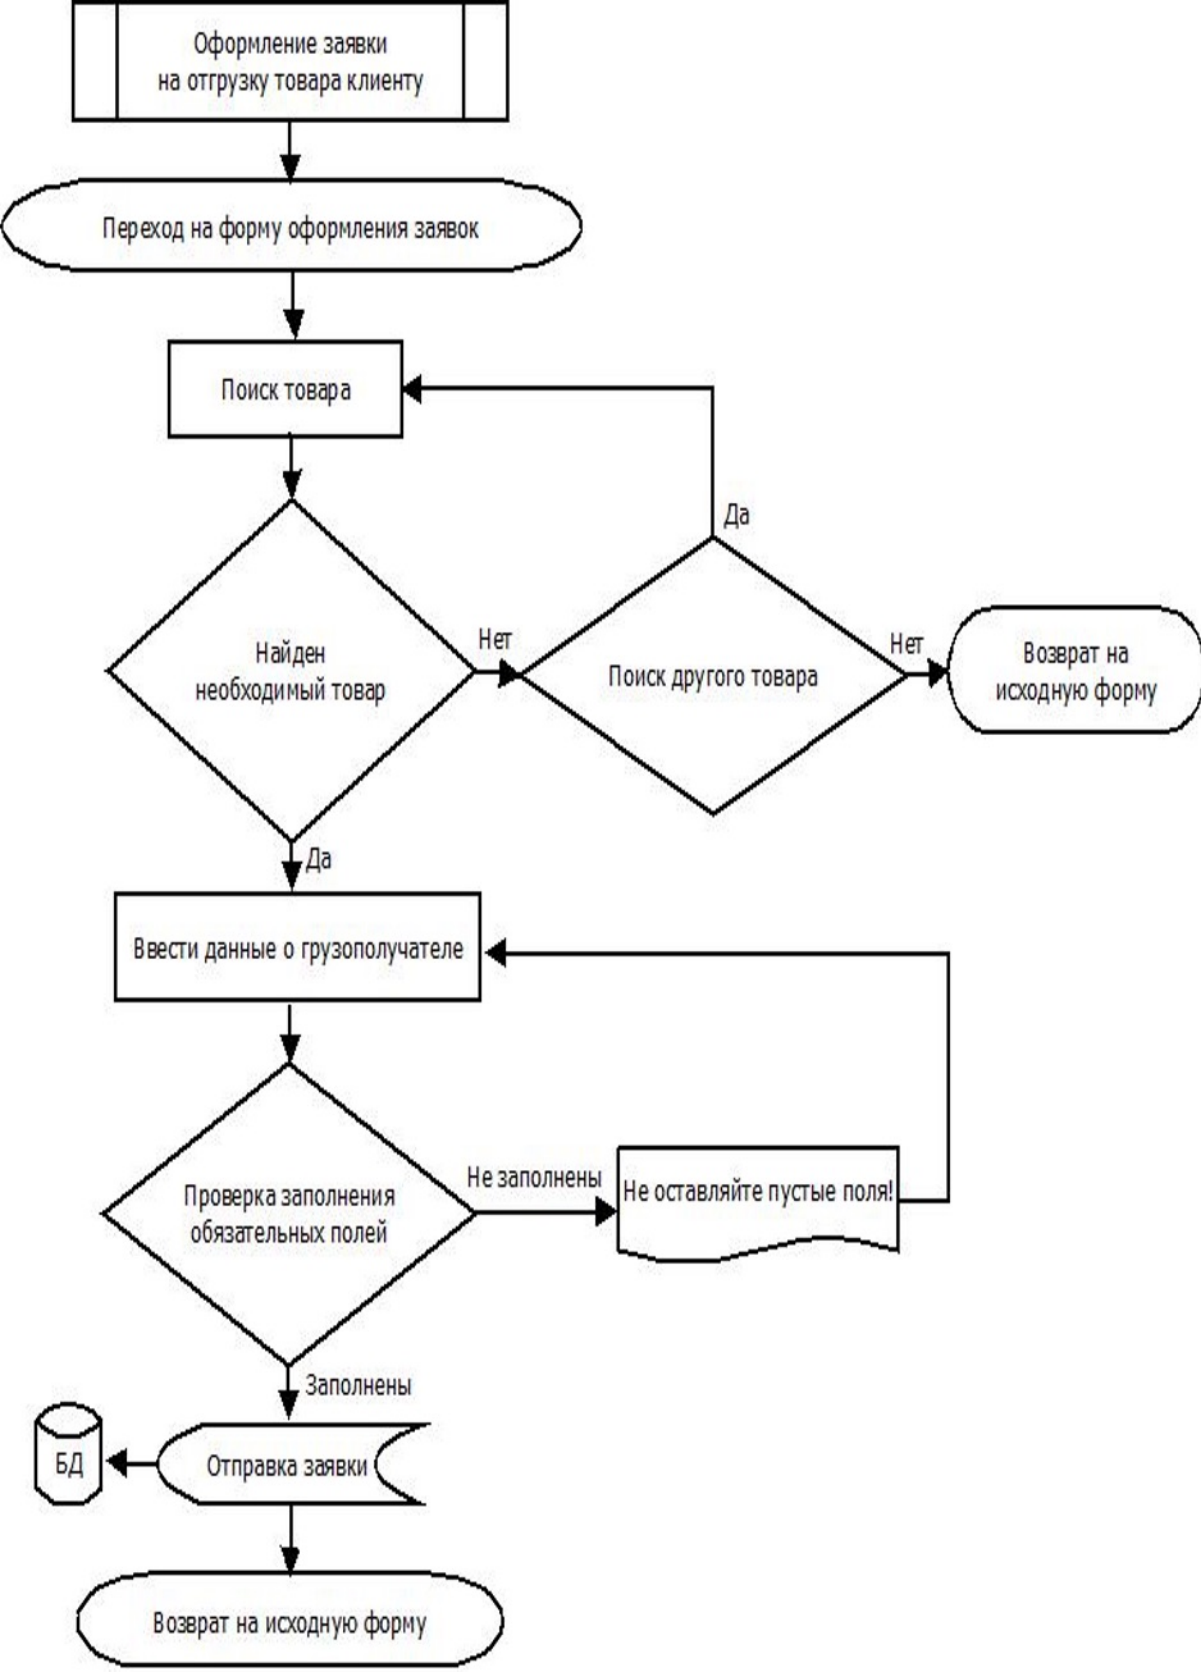 Оформление заявки
на отгрузку товара клиенту
Переход на форму оформления заявок
Поиск товара
Да
Найден
необходимый товар
Нет
Поиск другого товара
Нет
Возврат на
исходную форму
Да
Ввести данные о грузополучателе
Проверка заполнения
обязательных полей
Не заполнены
Не оставляйте пустые поля!
Заполнены
БД
Отправка заявки
Возврат на исходную форму